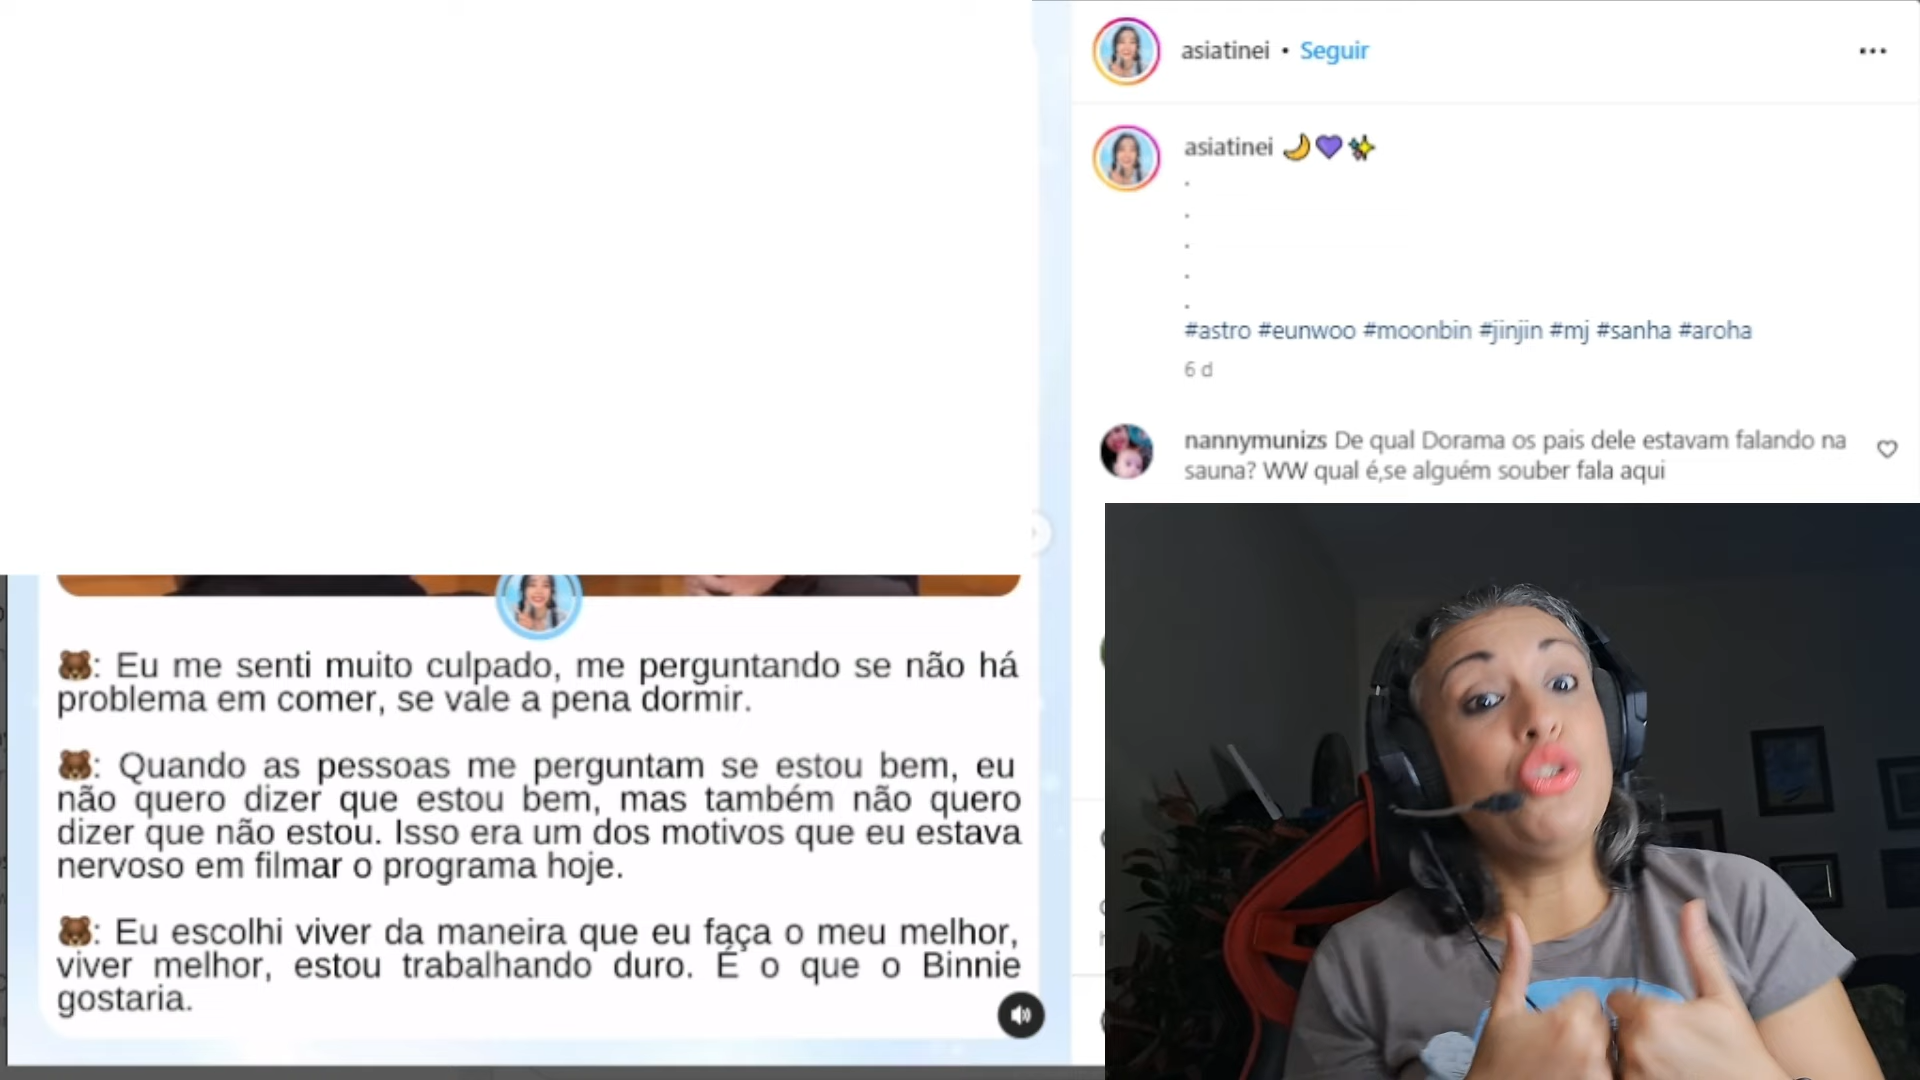 asiatinei • Seguir
asiatinei 🌙💜✨
.
.
.
.
.
#astro #eunwoo #moonbin #jinjin #mj #sanha #aroha
6 d
nannymunizs De qual Dorama os pais dele estavam falando na
sauna? WW qual é,se alguém souber fala aqui
🐻: Eu me senti muito culpado, me perguntando se não há
problema em comer, se vale a pena dormir.
🐻: Quando as pessoas me perguntam se estou bem, eu
não quero dizer que estou bem, mas também não quero
dizer que não estou. Isso era um dos motivos que eu estava
nervoso em filmar o programa hoje.
🐻: Eu escolhi viver da maneira que eu faça o meu melhor,
viver melhor, estou trabalhando duro. É o que o Binnie
gostaria.